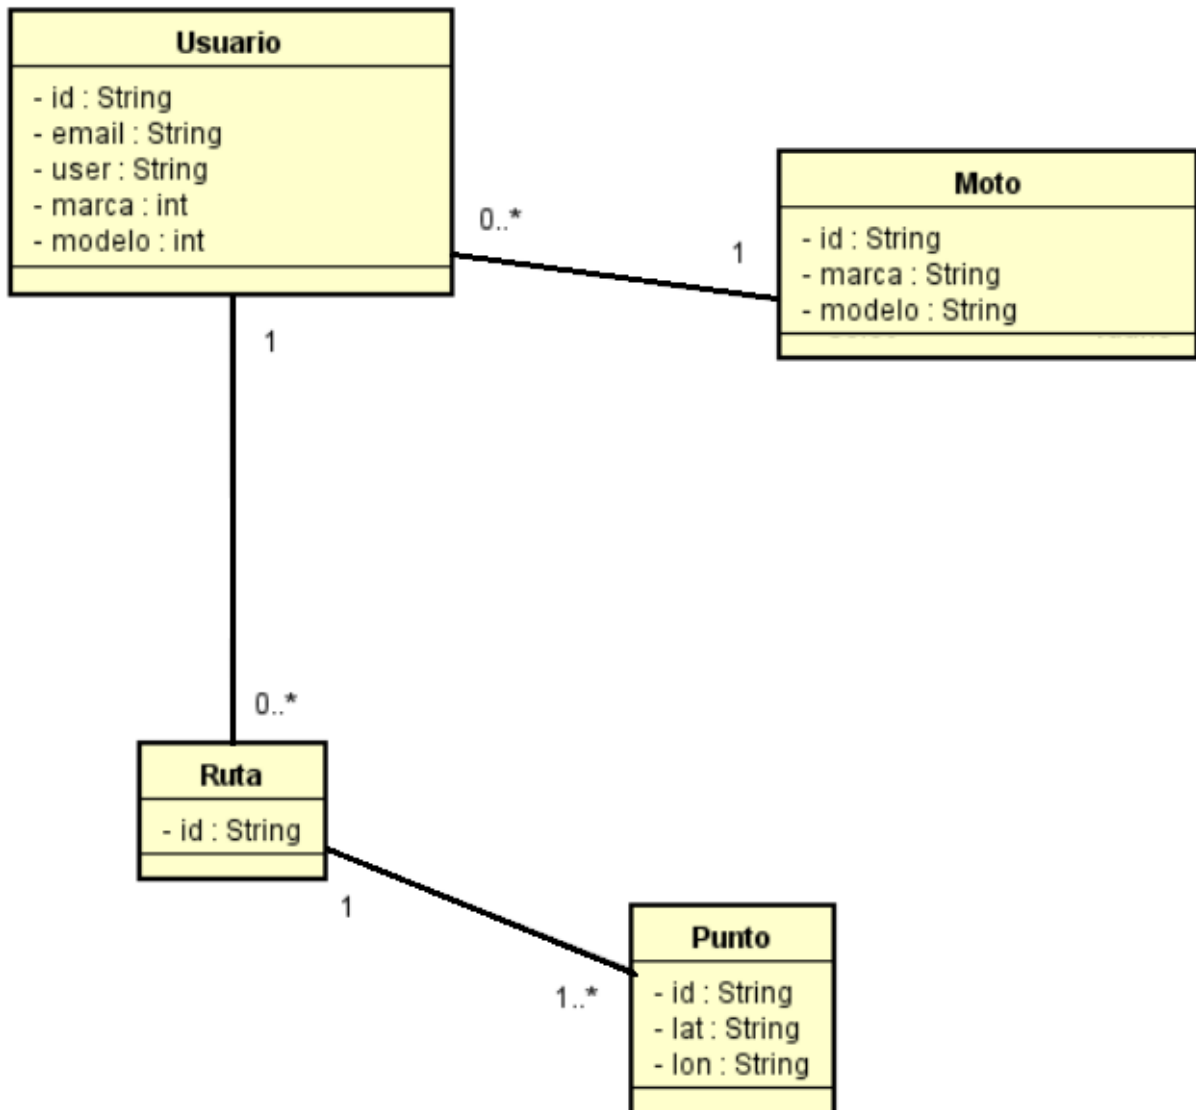 Usuario
- id : String
- email : String
- user : String
- marca : int
- modelo : int
0..*
1
Moto
- id : String
- marca : String
- modelo : String
1
0..*
Ruta
- id : String
1
1..*
Punto
- id : String
- lat : String
- lon : String